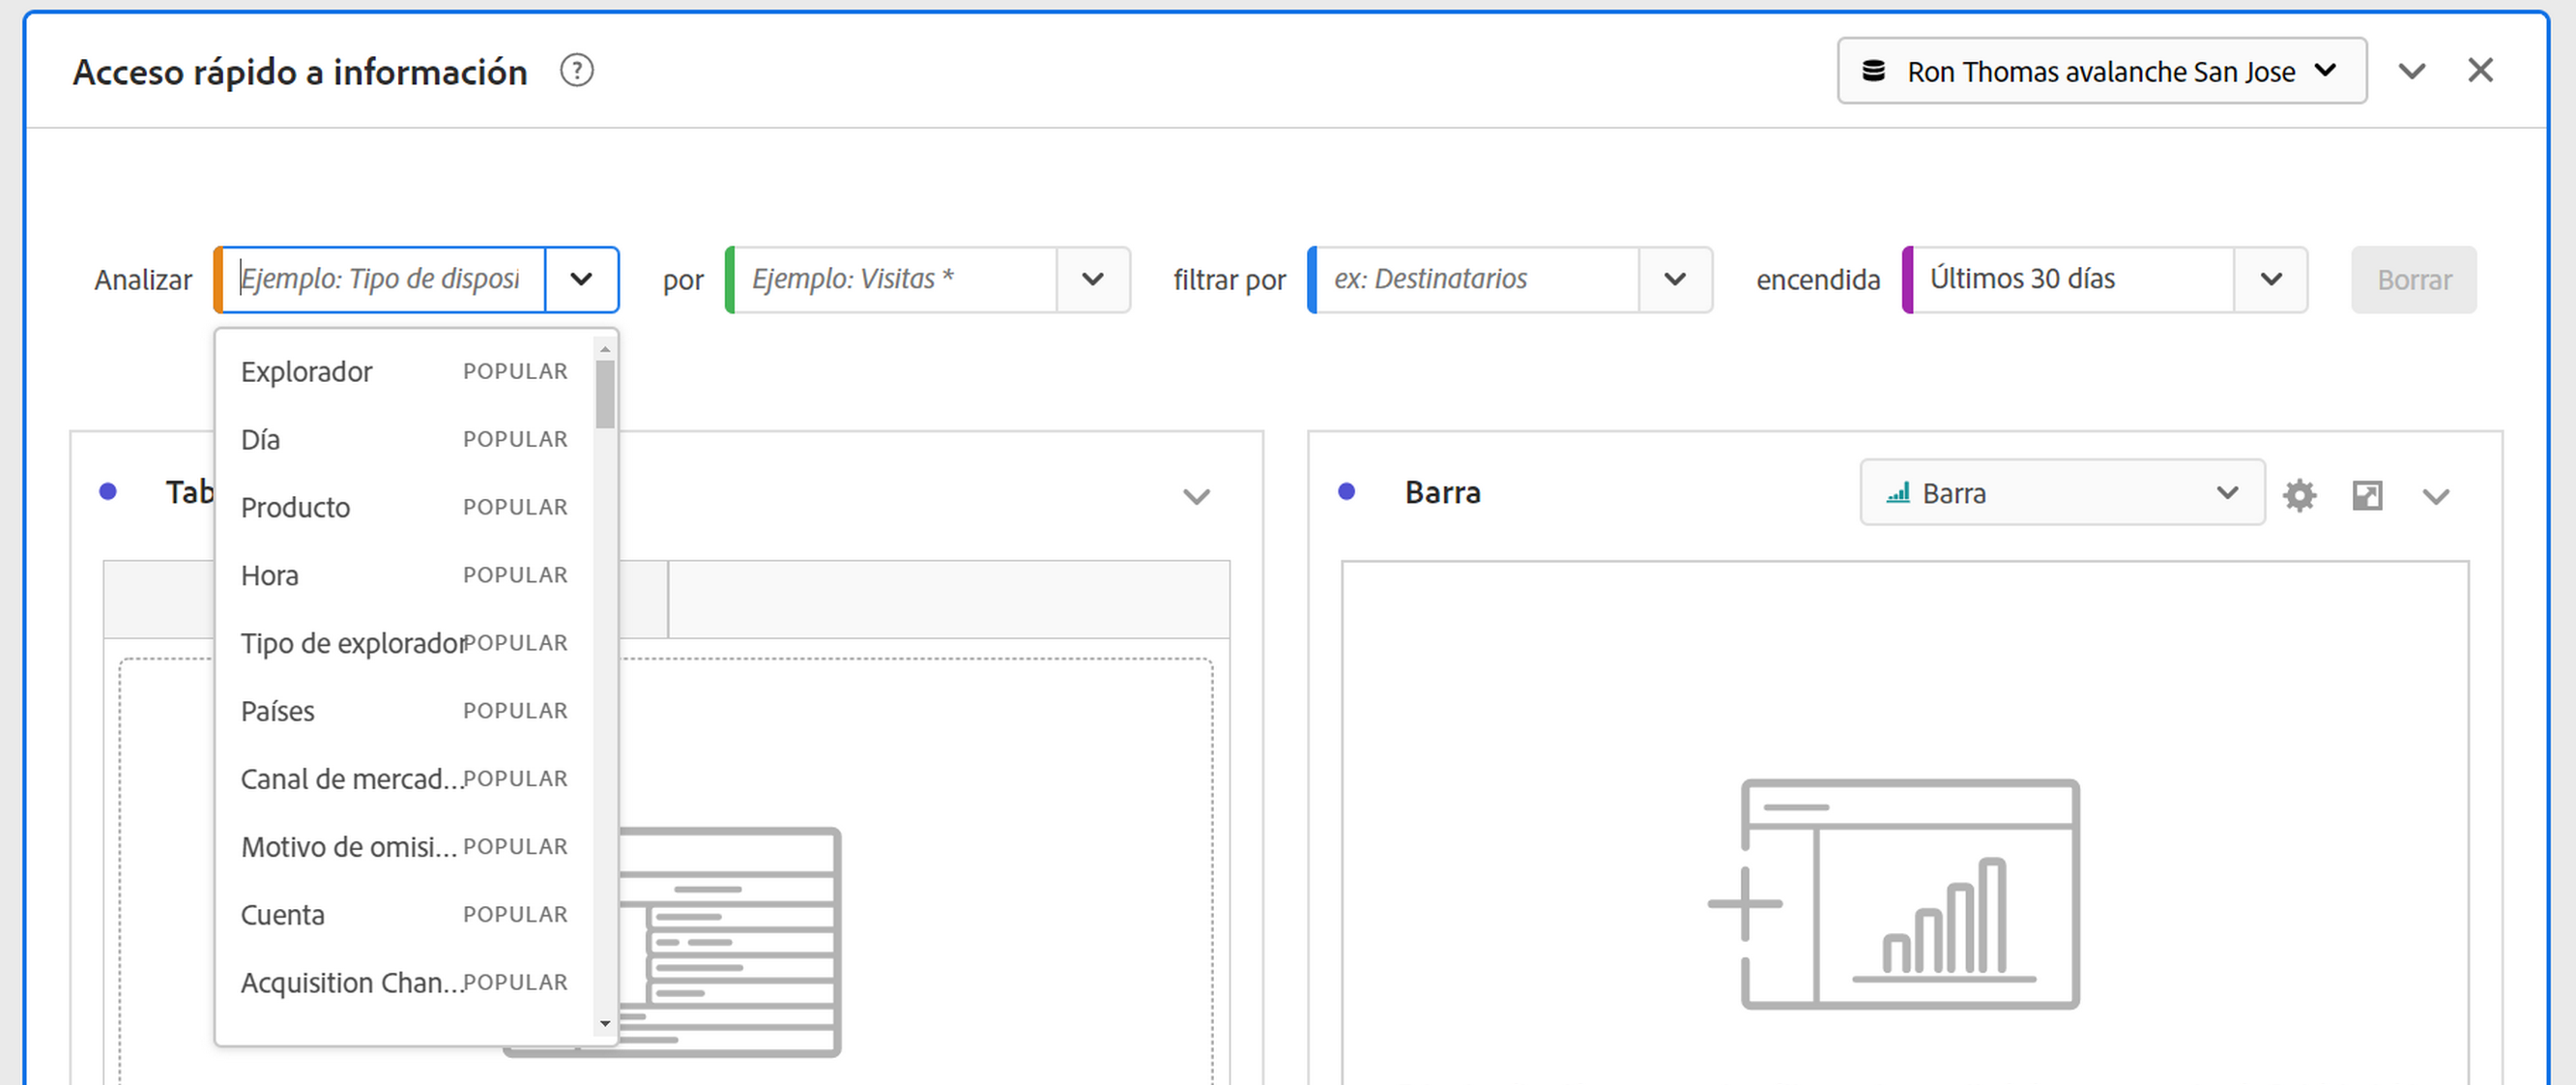 Acceso rápido a información ?
Ron Thomas avalanche San Jose
Analizar Ejemplo: Tipo de disposi por Ejemplo: Visitas * filtrar por ex: Destinatarios encendida Últimos 30 días Borrar
Explorador POPULAR
Día POPULAR
Producto POPULAR
Hora POPULAR
Tipo de explorador POPULAR
Países POPULAR
Canal de mercad... POPULAR
Motivo de omisi... POPULAR
Cuenta POPULAR
Acquisition Chan... POPULAR
Tab
Barra Barra